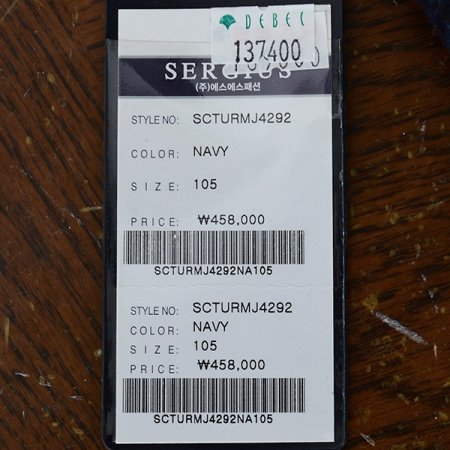 DEBEC
137400
SERGIUS
(주)에스에스패션
STYLE NO: SCTURMJ4292
COLOR: NAVY
SIZE: 105
PRICE: ₩458,000
SCTURMJ4292NA105
STYLE NO: SCTURMJ4292
COLOR: NAVY
SIZE: 105
PRICE: ₩458,000
SCTURMJ4292NA105